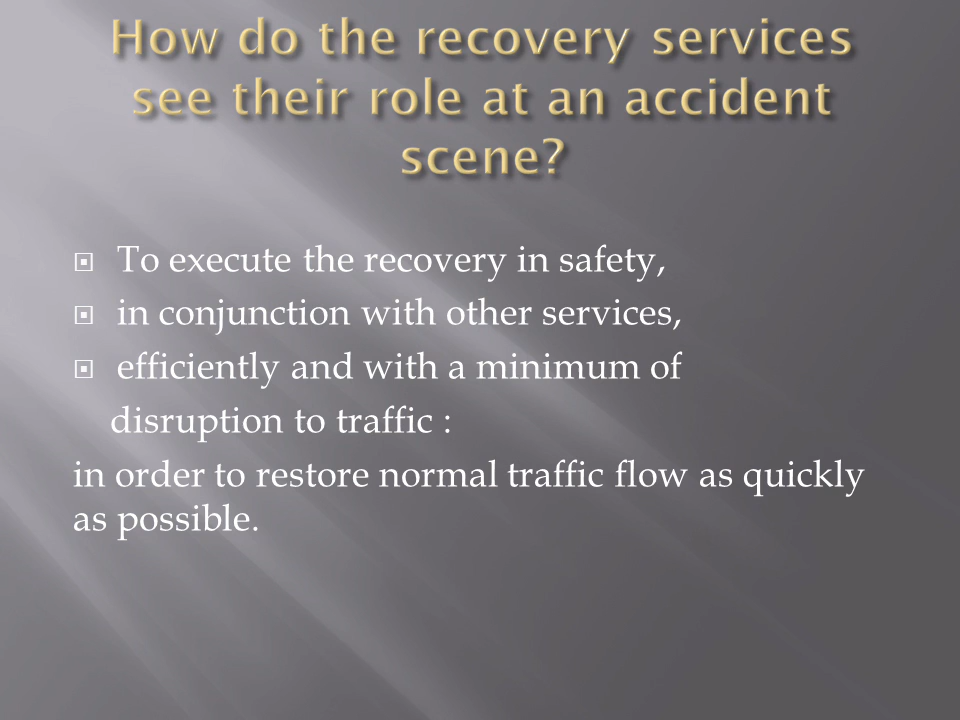 How do the recovery services
see their role at an accident
scene?
To execute the recovery in safety,
in conjunction with other services,
efficiently and with a minimum of
disruption to traffic :
in order to restore normal traffic flow as quickly
as possible.